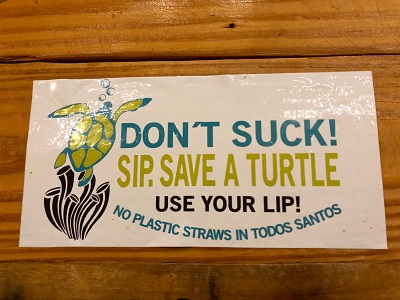 DON'T SUCK!
SIP. SAVE A TURTLE
USE YOUR LIP!
NO PLASTIC STRAWS IN TODOS SANTOS